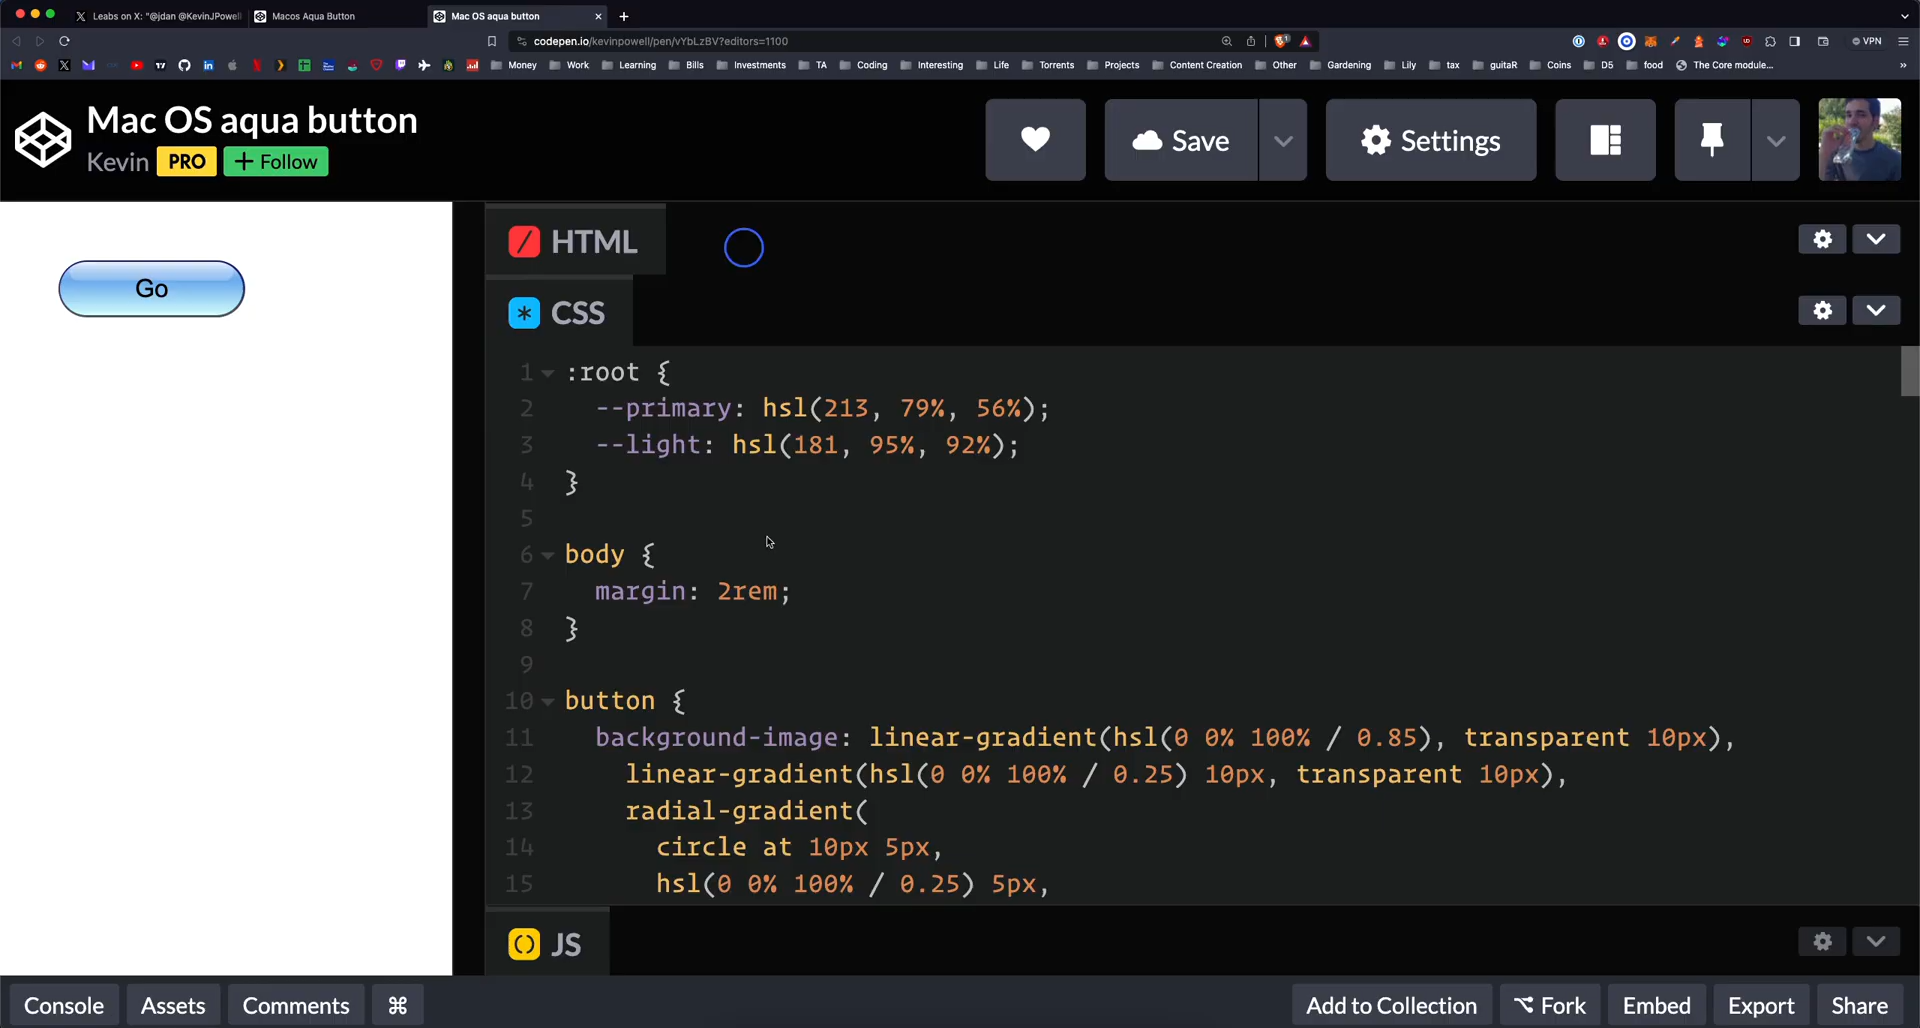 Leabs on X: "@jdan @KevinJPowell
Macos Aqua Button
Mac OS aqua button
codepen.io/kevinpowell/pen/vYbLzBV?editors=1100
VPN
Money
Work
Learning
Bills
Investments
TA
Coding
Interesting
Life
Torrents
Projects
Content Creation
Other
Gardening
Lily
tax
guitaR
Coins
D5
food
The Core module...
Mac OS aqua button
Kevin PRO + Follow
Save
Settings
Go
HTML
CSS
1 :root {
2 --primary: hsl(213, 79%, 56%);
3 --light: hsl(181, 95%, 92%);
4 }
5
6 body {
7 margin: 2rem;
8 }
9
10 button {
11 background-image: linear-gradient(hsl(0 0% 100% / 0.85), transparent 10px),
12 linear-gradient(hsl(0 0% 100% / 0.25) 10px, transparent 10px),
13 radial-gradient(
14 circle at 10px 5px,
15 hsl(0 0% 100% / 0.25) 5px,
JS
Console
Assets
Comments
⌘
Add to Collection
Fork
Embed
Export
Share